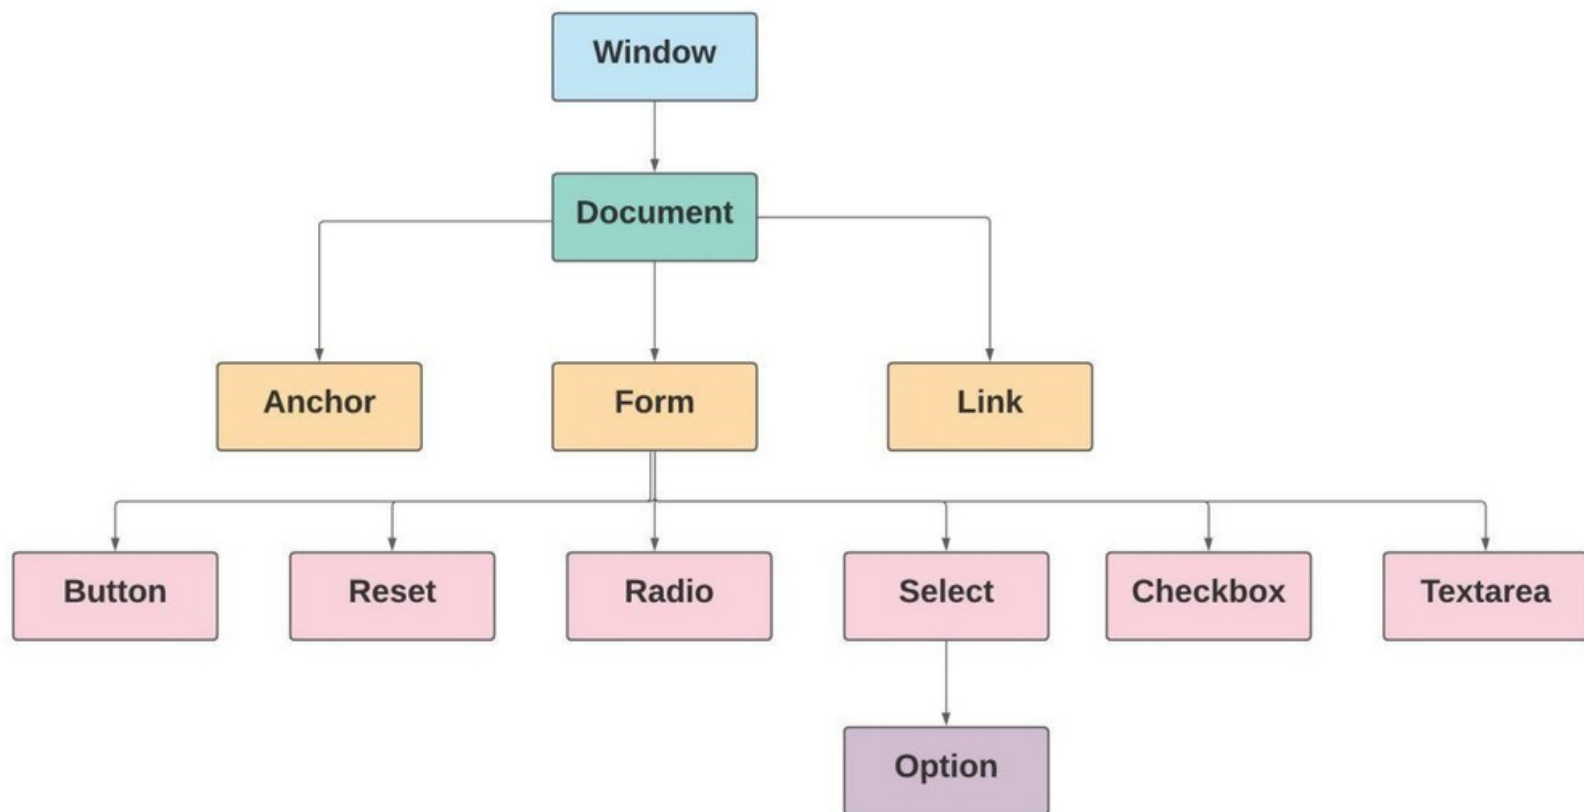 Window
Document
Anchor
Form
Link
Button
Reset
Radio
Select
Checkbox
Textarea
Option